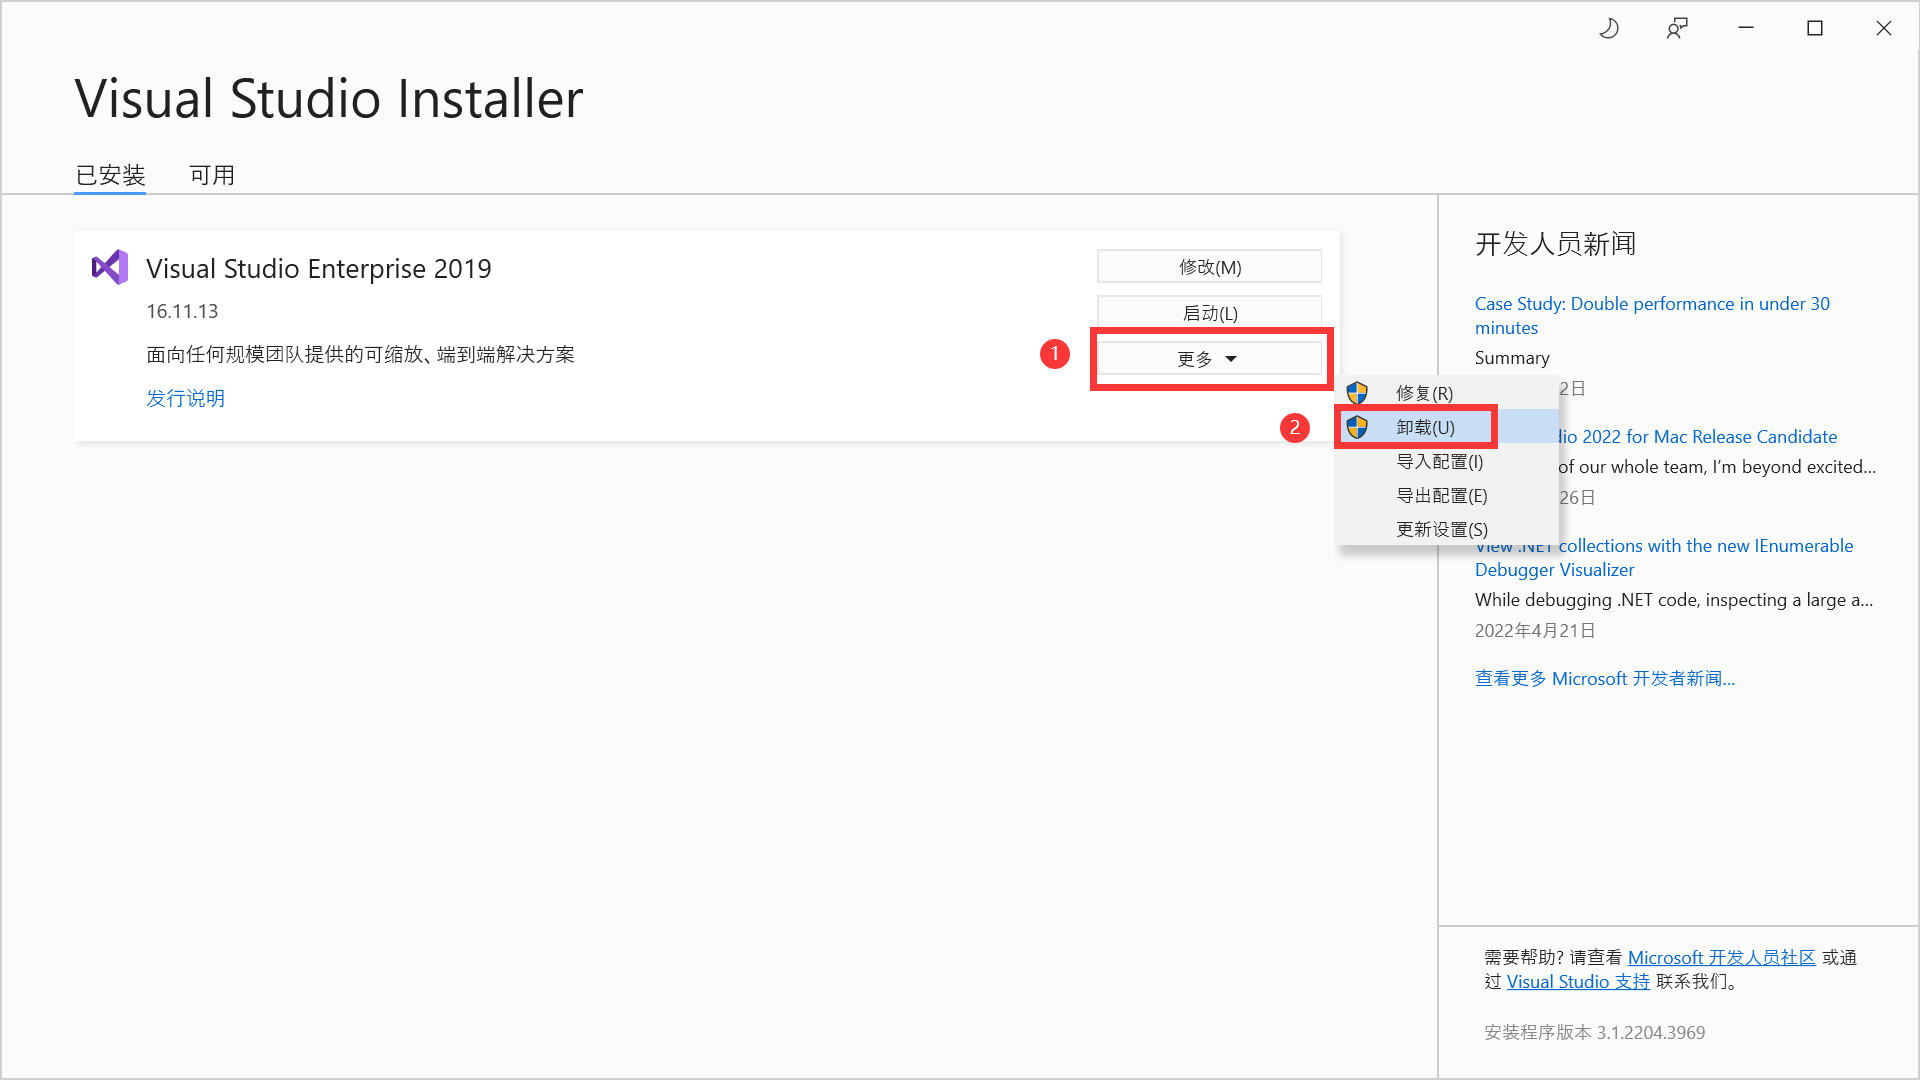 Visual Studio Installer
已安装
可用
Visual Studio Enterprise 2019
16.11.13
面向任何规模团队提供的可缩放、端到端解决方案
发行说明
修改(M)
启动(L)
1
更多
2
修复(R)
卸载(U)
导入配置(I)
导出配置(E)
更新设置(S)
开发人员新闻
Case Study: Double performance in under 30
minutes
Summary
2日
dio 2022 for Mac Release Candidate
of our whole team, I'm beyond excited...
26日
View .NET collections with the new IEnumerable
Debugger Visualizer
While debugging .NET code, inspecting a large a...
2022年4月21日
查看更多 Microsoft 开发者新闻...
需要帮助? 请查看 Microsoft 开发人员社区 或通
过 Visual Studio 支持 联系我们。
安装程序版本 3.1.2204.3969